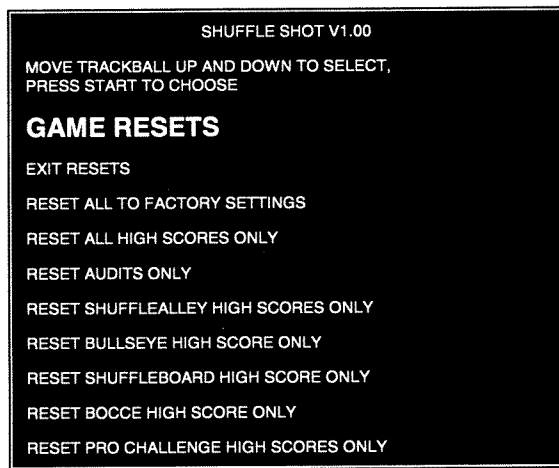 SHUFFLE SHOT V1.00
MOVE TRACKBALL UP AND DOWN TO SELECT,
PRESS START TO CHOOSE
GAME RESETS
EXIT RESETS
RESET ALL TO FACTORY SETTINGS
RESET ALL HIGH SCORES ONLY
RESET AUDITS ONLY
RESET SHUFFLEALLEY HIGH SCORES ONLY
RESET BULLSEYE HIGH SCORE ONLY
RESET SHUFFLEBOARD HIGH SCORE ONLY
RESET BOCCE HIGH SCORE ONLY
RESET PRO CHALLENGE HIGH SCORES ONLY